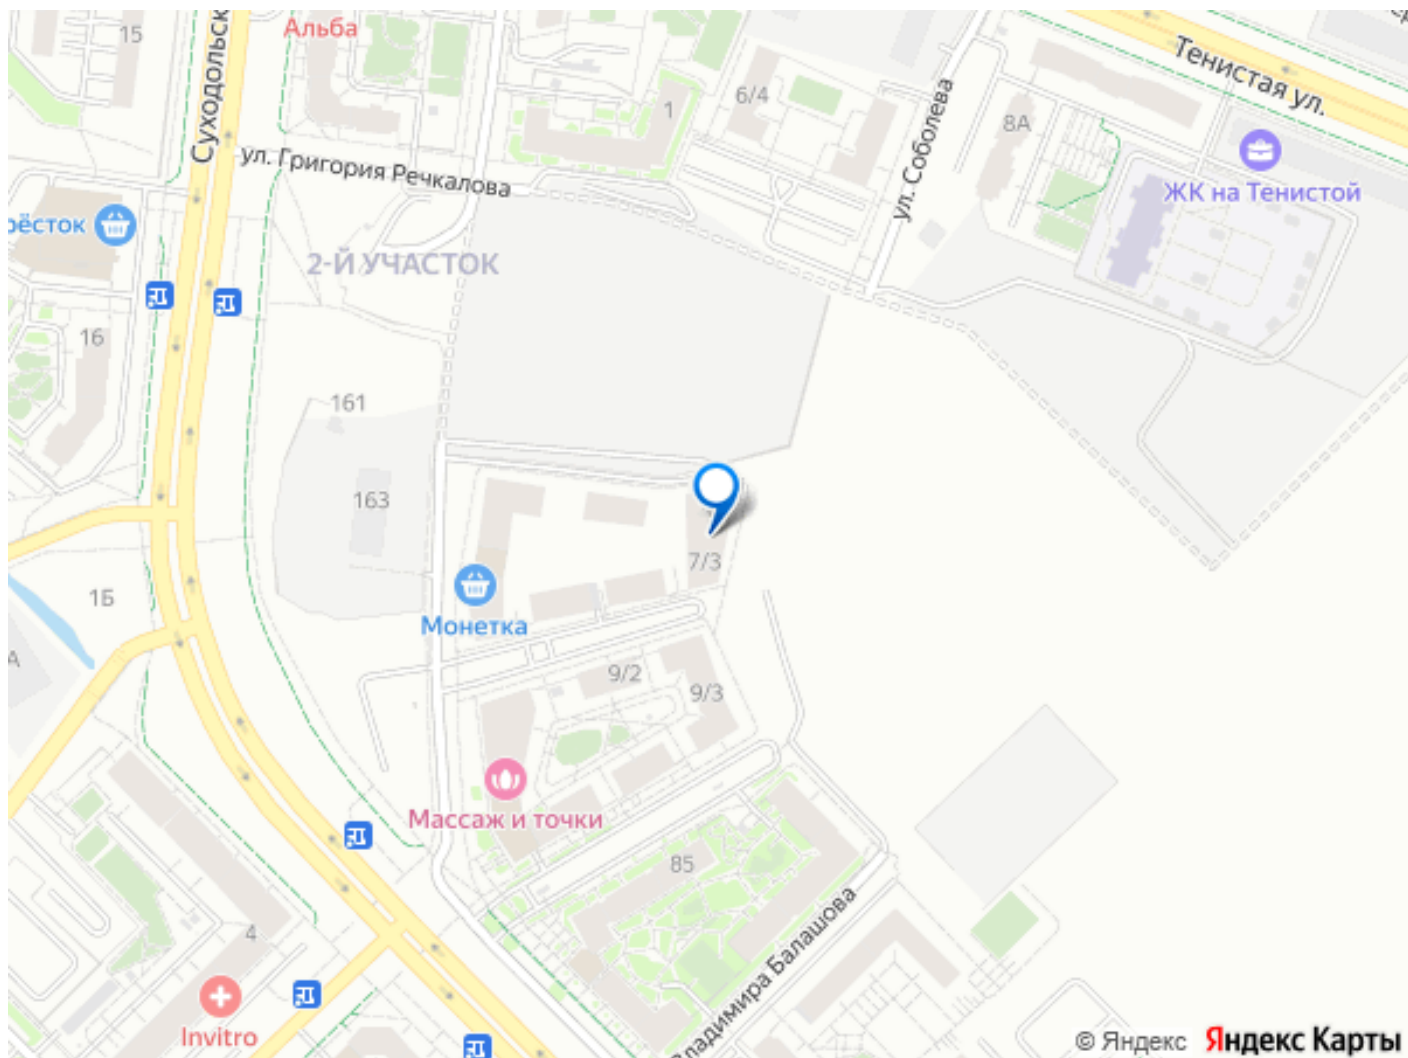 15
Альба
Суходольск
Тенистая ул.
1
6/4
8А
ул. Соболева
ул. Григория Речкалова
ЖК на Тенистой
рёсток
2-Й УЧАСТОК
16
161
163
7/3
1Б
Монетка
А
9/2
9/3
Массаж и точки
85
4
Владимира Балашова
Invitro
© Яндекс Яндекс Карты